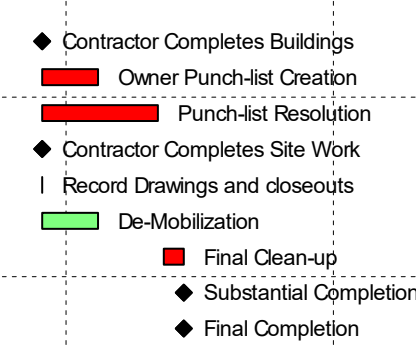 Contractor Completes Buildings
Owner Punch-list Creation
Punch-list Resolution
Contractor Completes Site Work
Record Drawings and closeouts
De-Mobilization
Final Clean-up
Substantial Completion
Final Completion